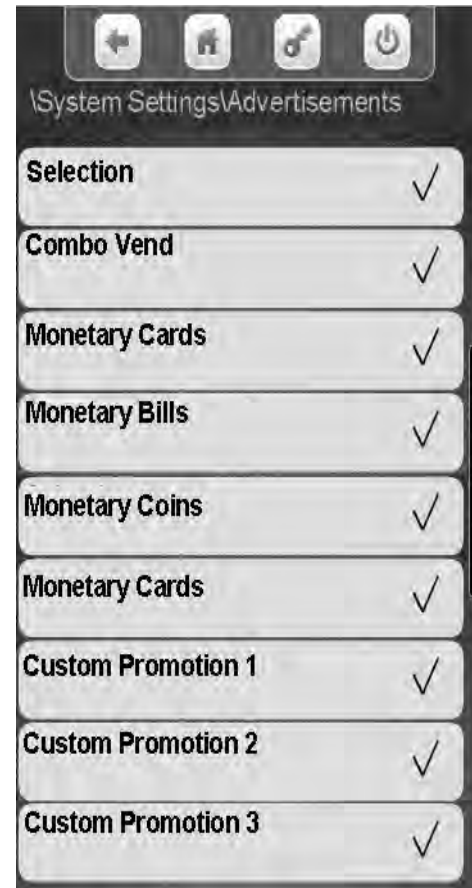 \System Settings\Advertisements
Selection
Combo Vend
Monetary Cards
Monetary Bills
Monetary Coins
Monetary Cards
Custom Promotion 1
Custom Promotion 2
Custom Promotion 3